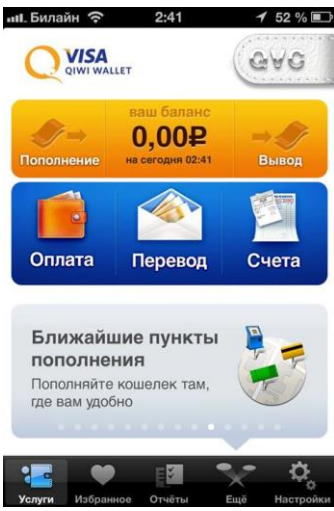 Билайн 2:41 52 %
VISA
QIWI WALLET
QVC
ваш баланс
0,00₽
Пополнение на сегодня 02:41 Вывод
Оплата Перевод Счета
Ближайшие пункты
пополнения
Пополняйте кошелек там,
где вам удобно
Услуги Избранное Отчёты Ещё Настройки